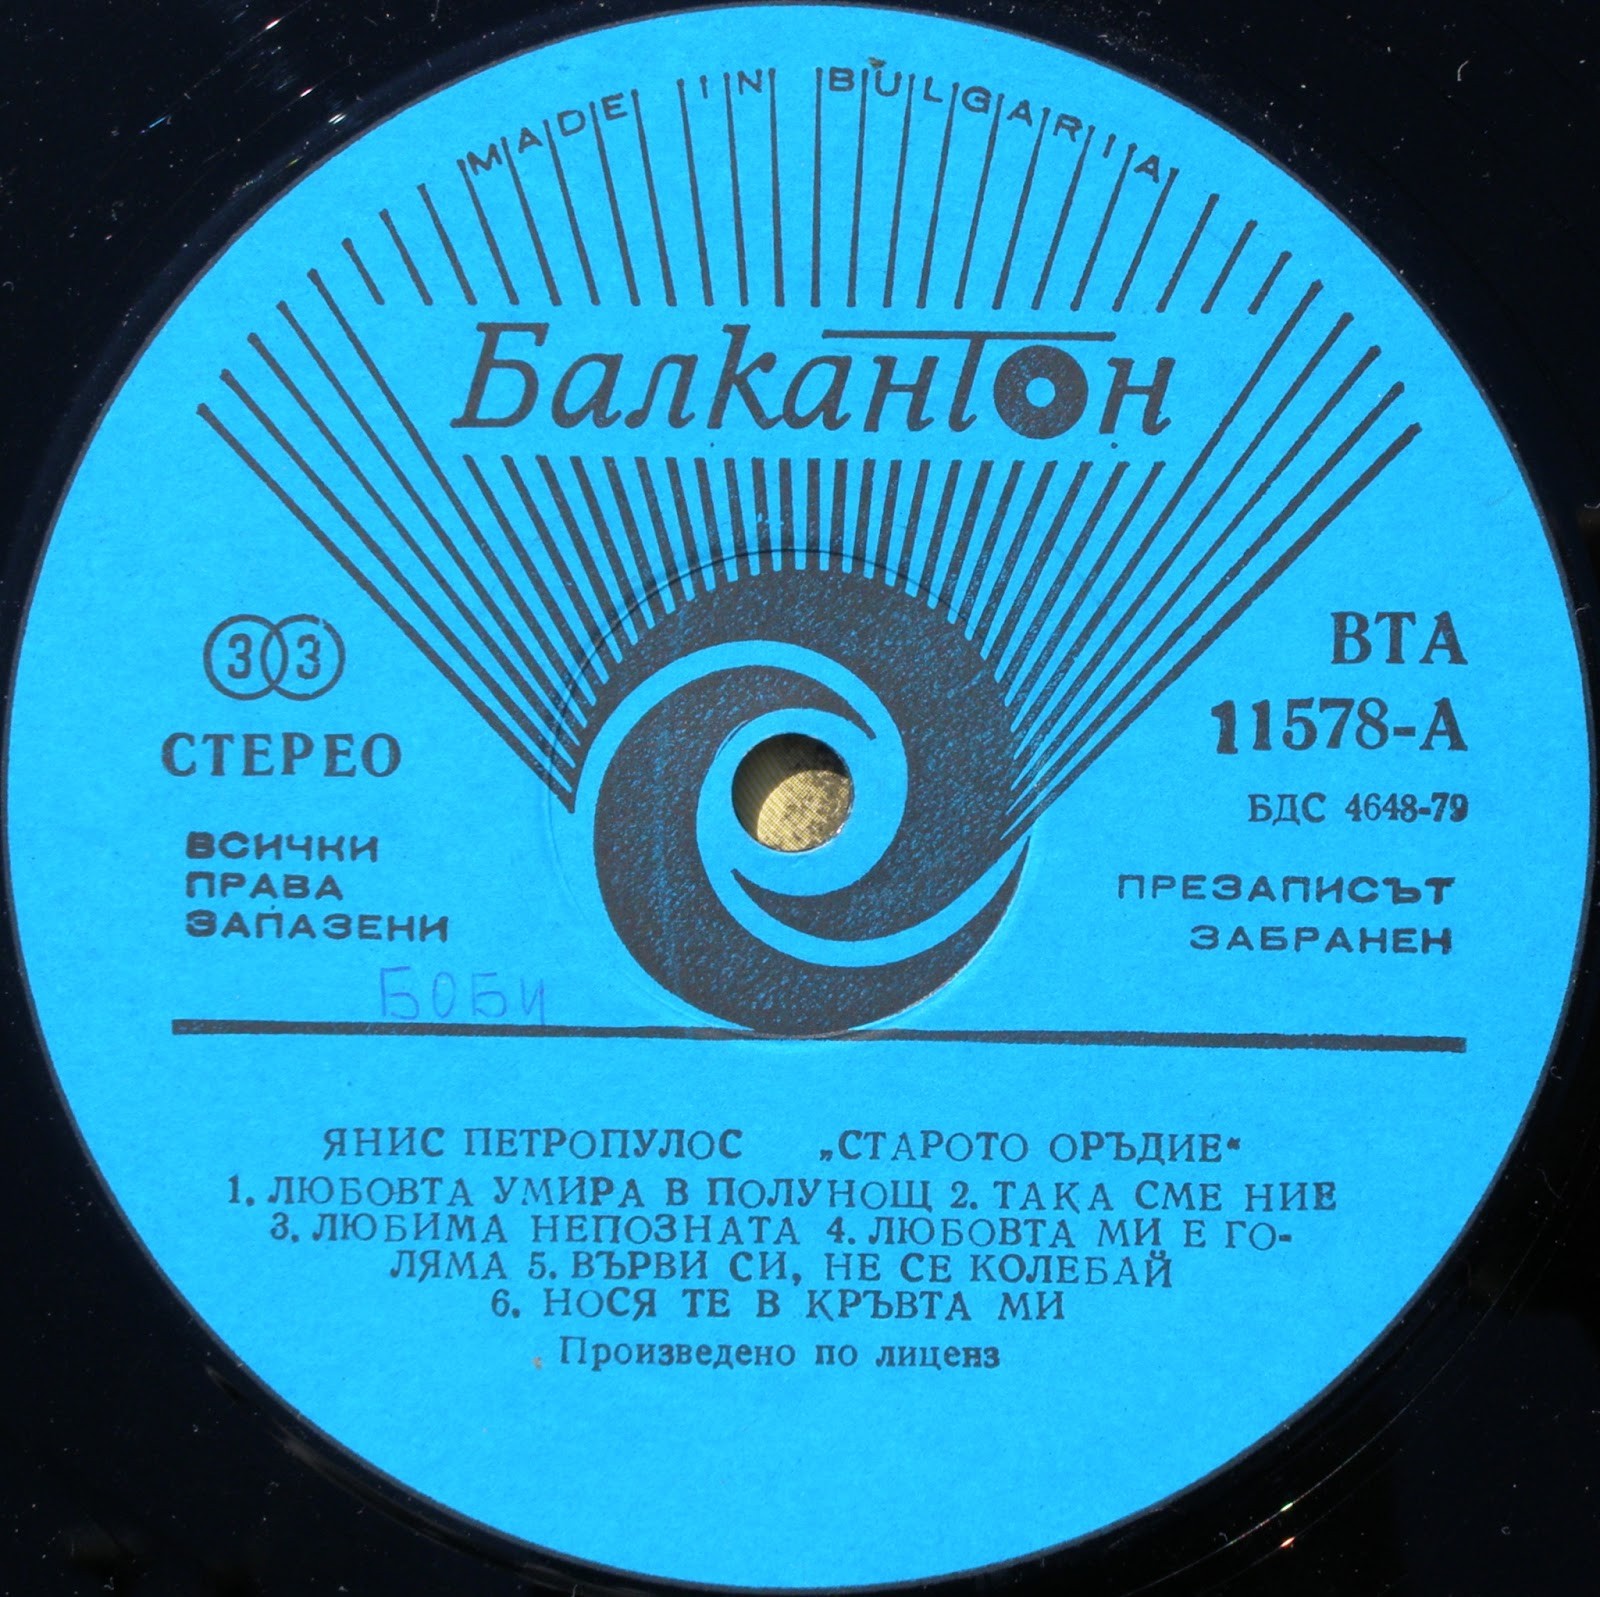 MADE IN BULGARIA
Балкантон
33
СТЕРЕО
ВСИЧКИ
ПРАВА
ЗАПАЗЕНИ
БОБИ
ВТА
11578-А
БДС 4648-79
ПРЕЗАПИСЪТ
ЗАБРАНЕН
ЯНИС ПЕТРОПУЛОС „СТАРОТО ОРЪДИЕ“
1. ЛЮБОВТА УМИРА В ПОЛУНОЩ 2. ТАКА СМЕ НИЕ
3. ЛЮБИМА НЕПОЗНАТА 4. ЛЮБОВТА МИ Е ГО-
ЛЯМА 5. ВЪРВИ СИ, НЕ СЕ КОЛЕБАЙ
6. НОСЯ ТЕ В КРЪВТА МИ
Произведено по лиценз